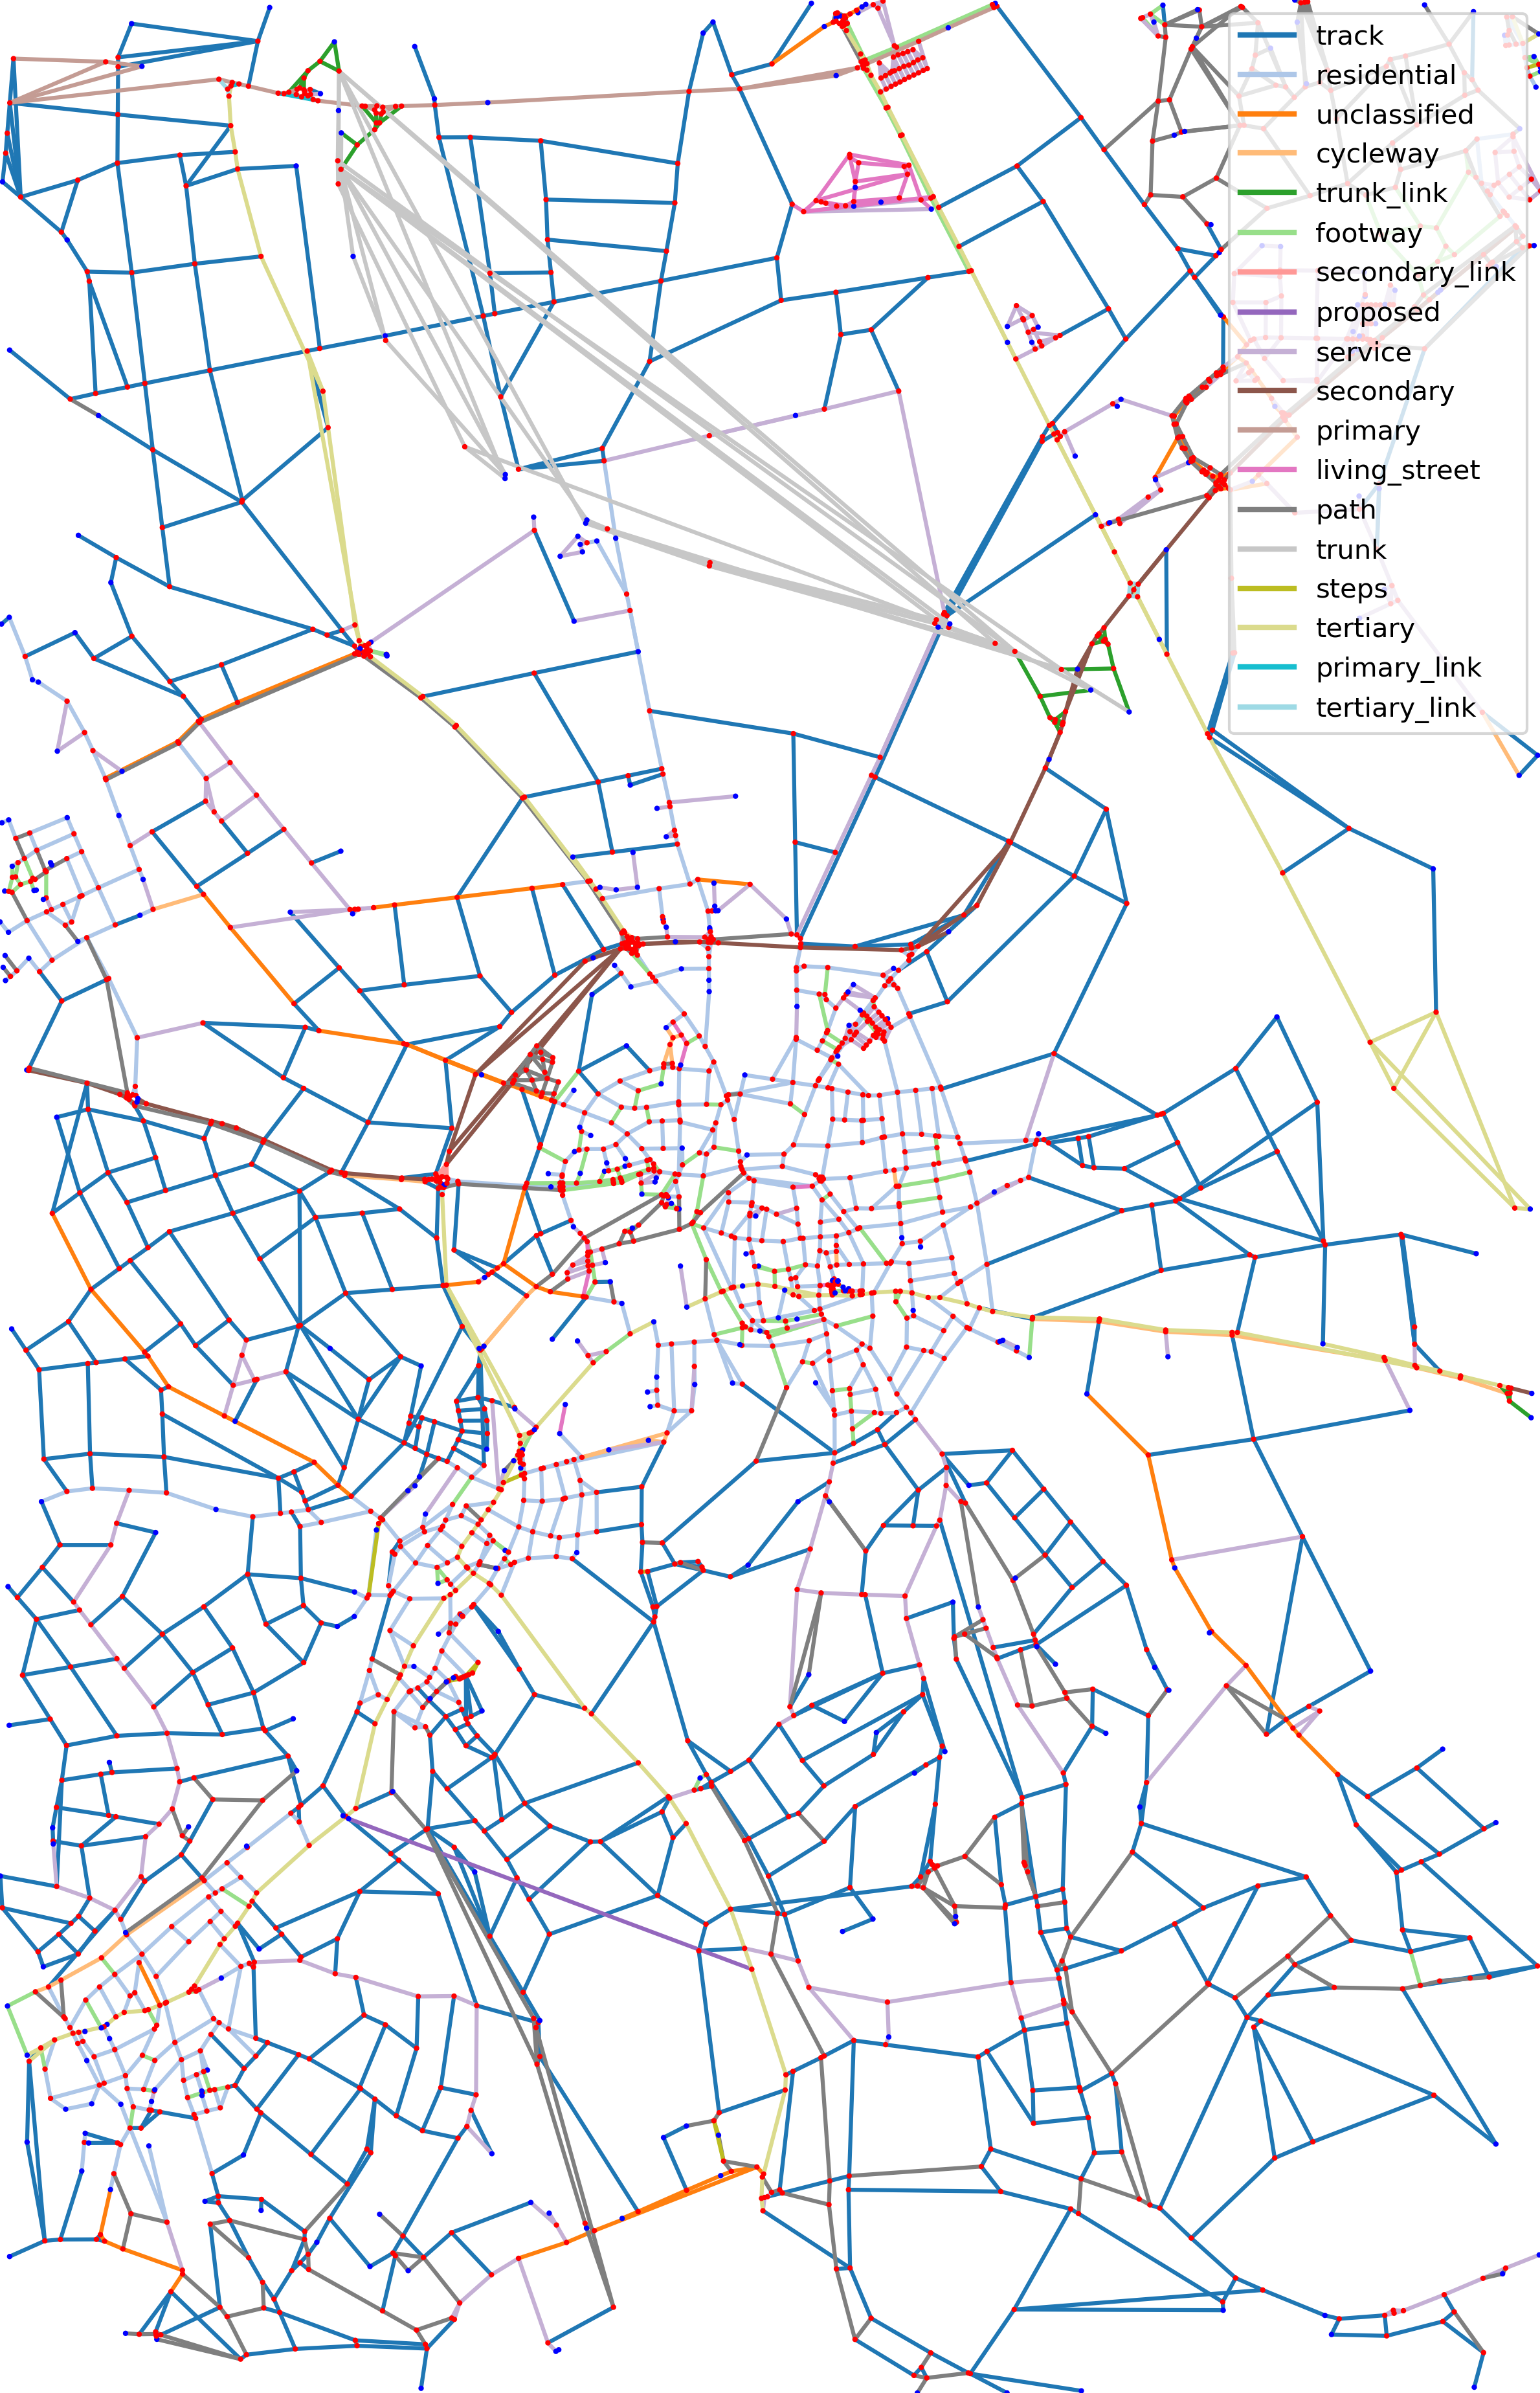 track
residential
unclassified
cycleway
trunk_link
footway
secondary_link
proposed
service
secondary
primary
living_street
path
trunk
steps
tertiary
primary_link
tertiary_link